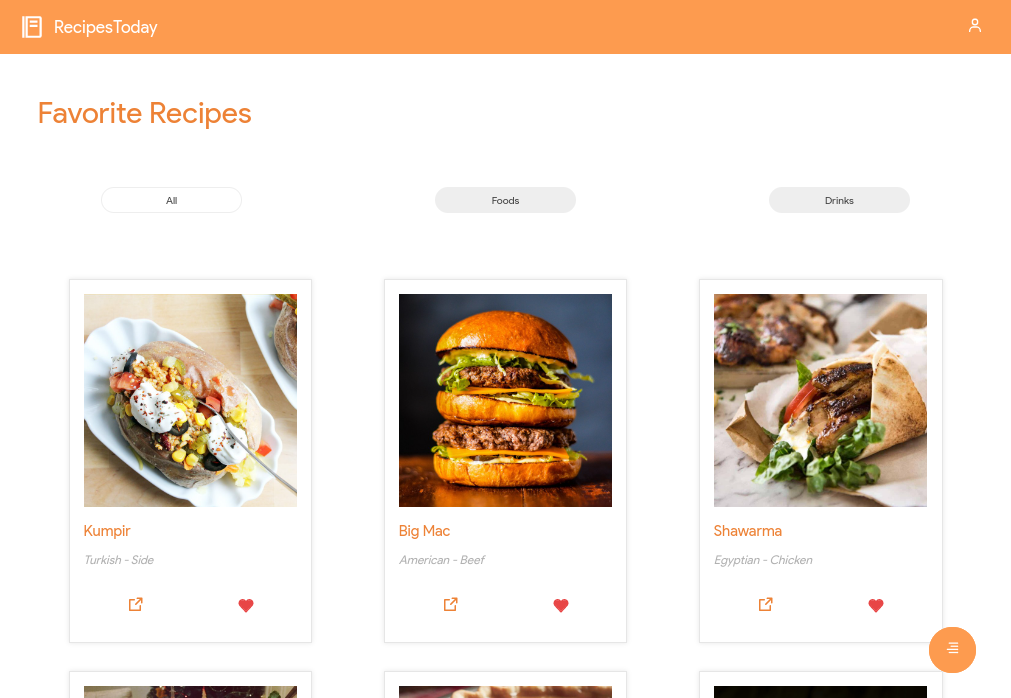 RecipesToday
Favorite Recipes
All
Foods
Drinks
Kumpir
Big Mac
Shawarma
Turkish - Side
American - Beef
Egyptian - Chicken